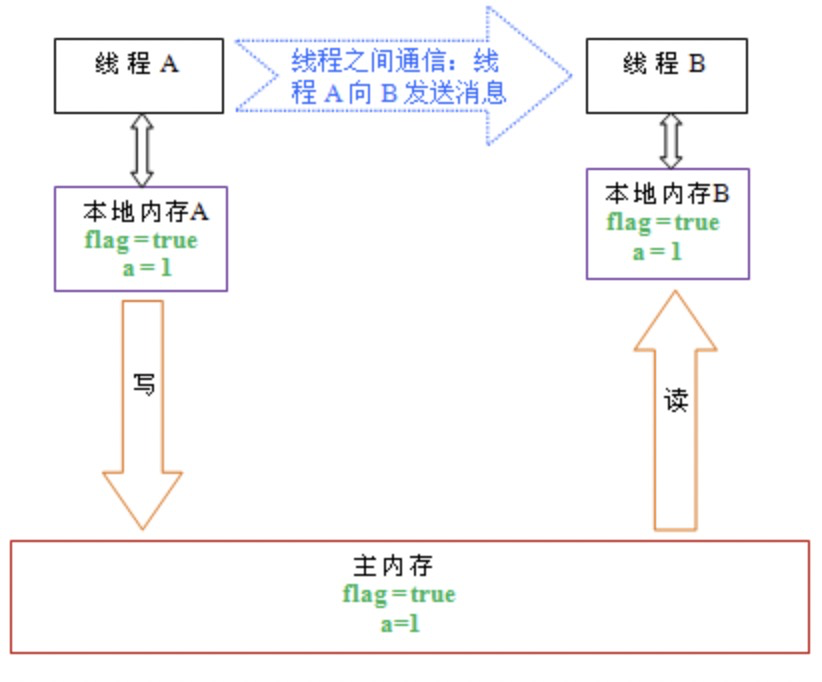 线程 A
线程之间通信：线
程 A 向 B 发送消息
线程 B
本地内存A
flag = true
a = 1
本地内存B
flag = true
a = 1
写
读
主内存
flag = true
a=1